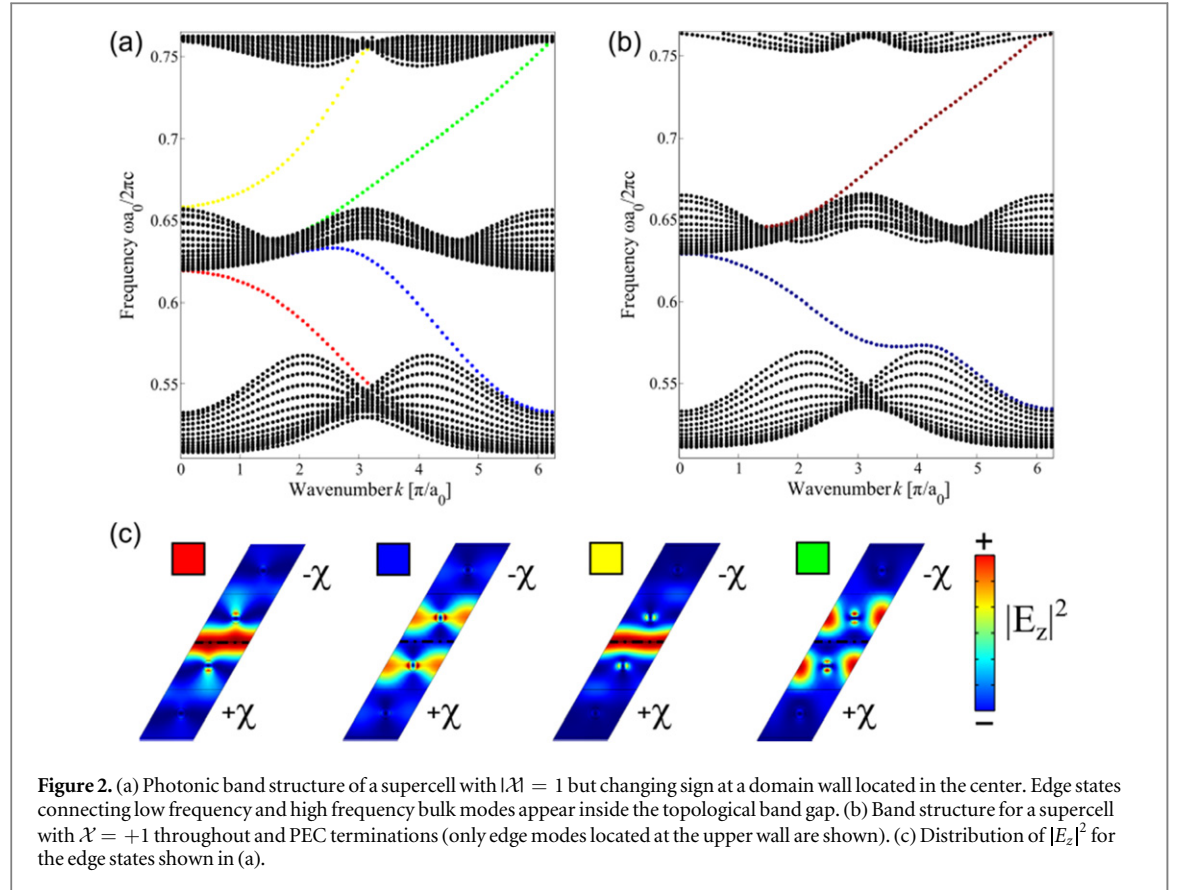 (a)
0.75
0.7
0.65
0.6
0.55
Frequency ωa₀/2πc
0 1 2 3 4 5 6
Wavenumber k [π/a₀]
(b)
0.75
0.7
0.65
0.6
0.55
Frequency ωa₀/2πc
0 1 2 3 4 5 6
Wavenumber k [π/a₀]
(c)
-χ
+χ
-χ
+χ
-χ
+χ
-χ
+χ
+
|E_z|²
−
Figure 2. (a) Photonic band structure of a supercell with |𝒳| = 1 but changing sign at a domain wall located in the center. Edge states
connecting low frequency and high frequency bulk modes appear inside the topological band gap. (b) Band structure for a supercell
with 𝒳 = +1 throughout and PEC terminations (only edge modes located at the upper wall are shown). (c) Distribution of |E_z|² for
the edge states shown in (a).